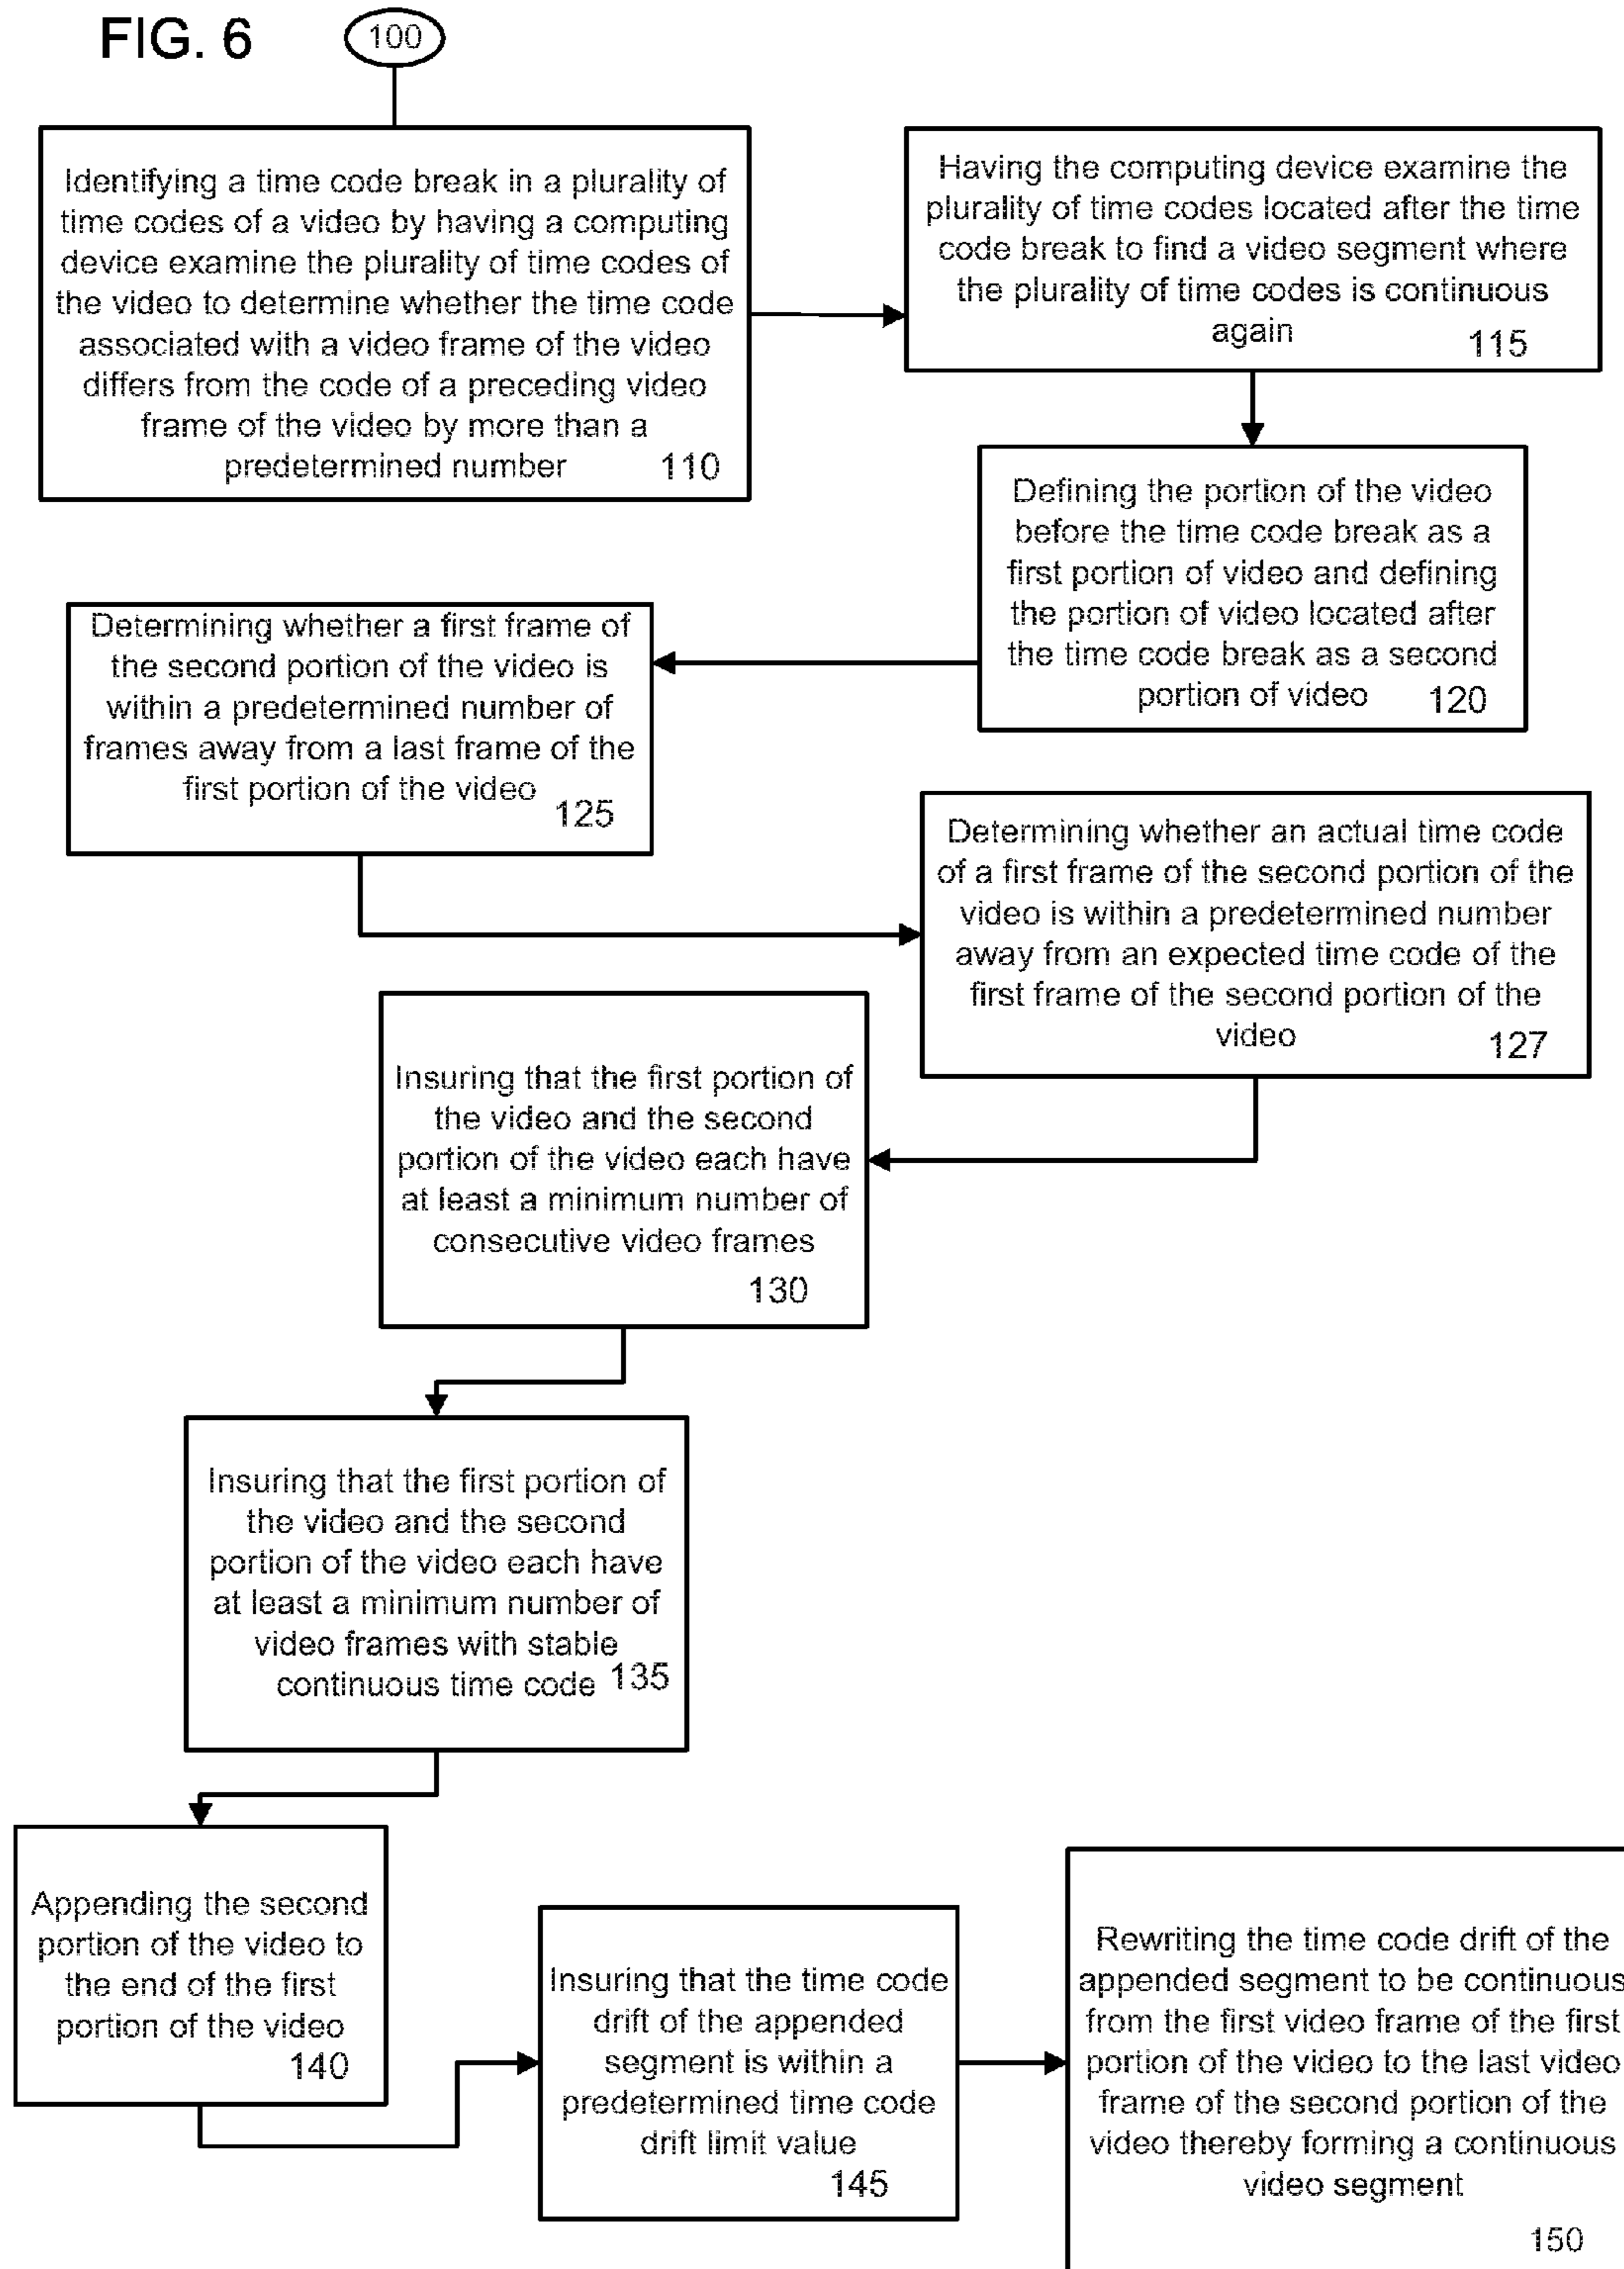 FIG. 6
100
Identifying a time code break in a plurality of
time codes of a video by having a computing
device examine the plurality of time codes of
the video to determine whether the time code
associated with a video frame of the video
differs from the code of a preceding video
frame of the video by more than a
predetermined number 110
Having the computing device examine the
plurality of time codes located after the time
code break to find a video segment where
the plurality of time codes is continuous
again 115
Defining the portion of the video
before the time code break as a
first portion of video and defining
the portion of video located after
the time code break as a second
portion of video 120
Determining whether a first frame of
the second portion of the video is
within a predetermined number of
frames away from a last frame of the
first portion of the video
125
Determining whether an actual time code
of a first frame of the second portion of the
video is within a predetermined number
away from an expected time code of the
first frame of the second portion of the
video 127
Insuring that the first portion of
the video and the second
portion of the video each have
at least a minimum number of
consecutive video frames
130
Insuring that the first portion of
the video and the second
portion of the video each have
at least a minimum number of
video frames with stable
continuous time code 135
Appending the second
portion of the video to
the end of the first
portion of the video
140
Insuring that the time code
drift of the appended
segment is within a
predetermined time code
drift limit value
145
Rewriting the time code drift of the
appended segment to be continuous
from the first video frame of the first
portion of the video to the last video
frame of the second portion of the
video thereby forming a continuous
video segment
150